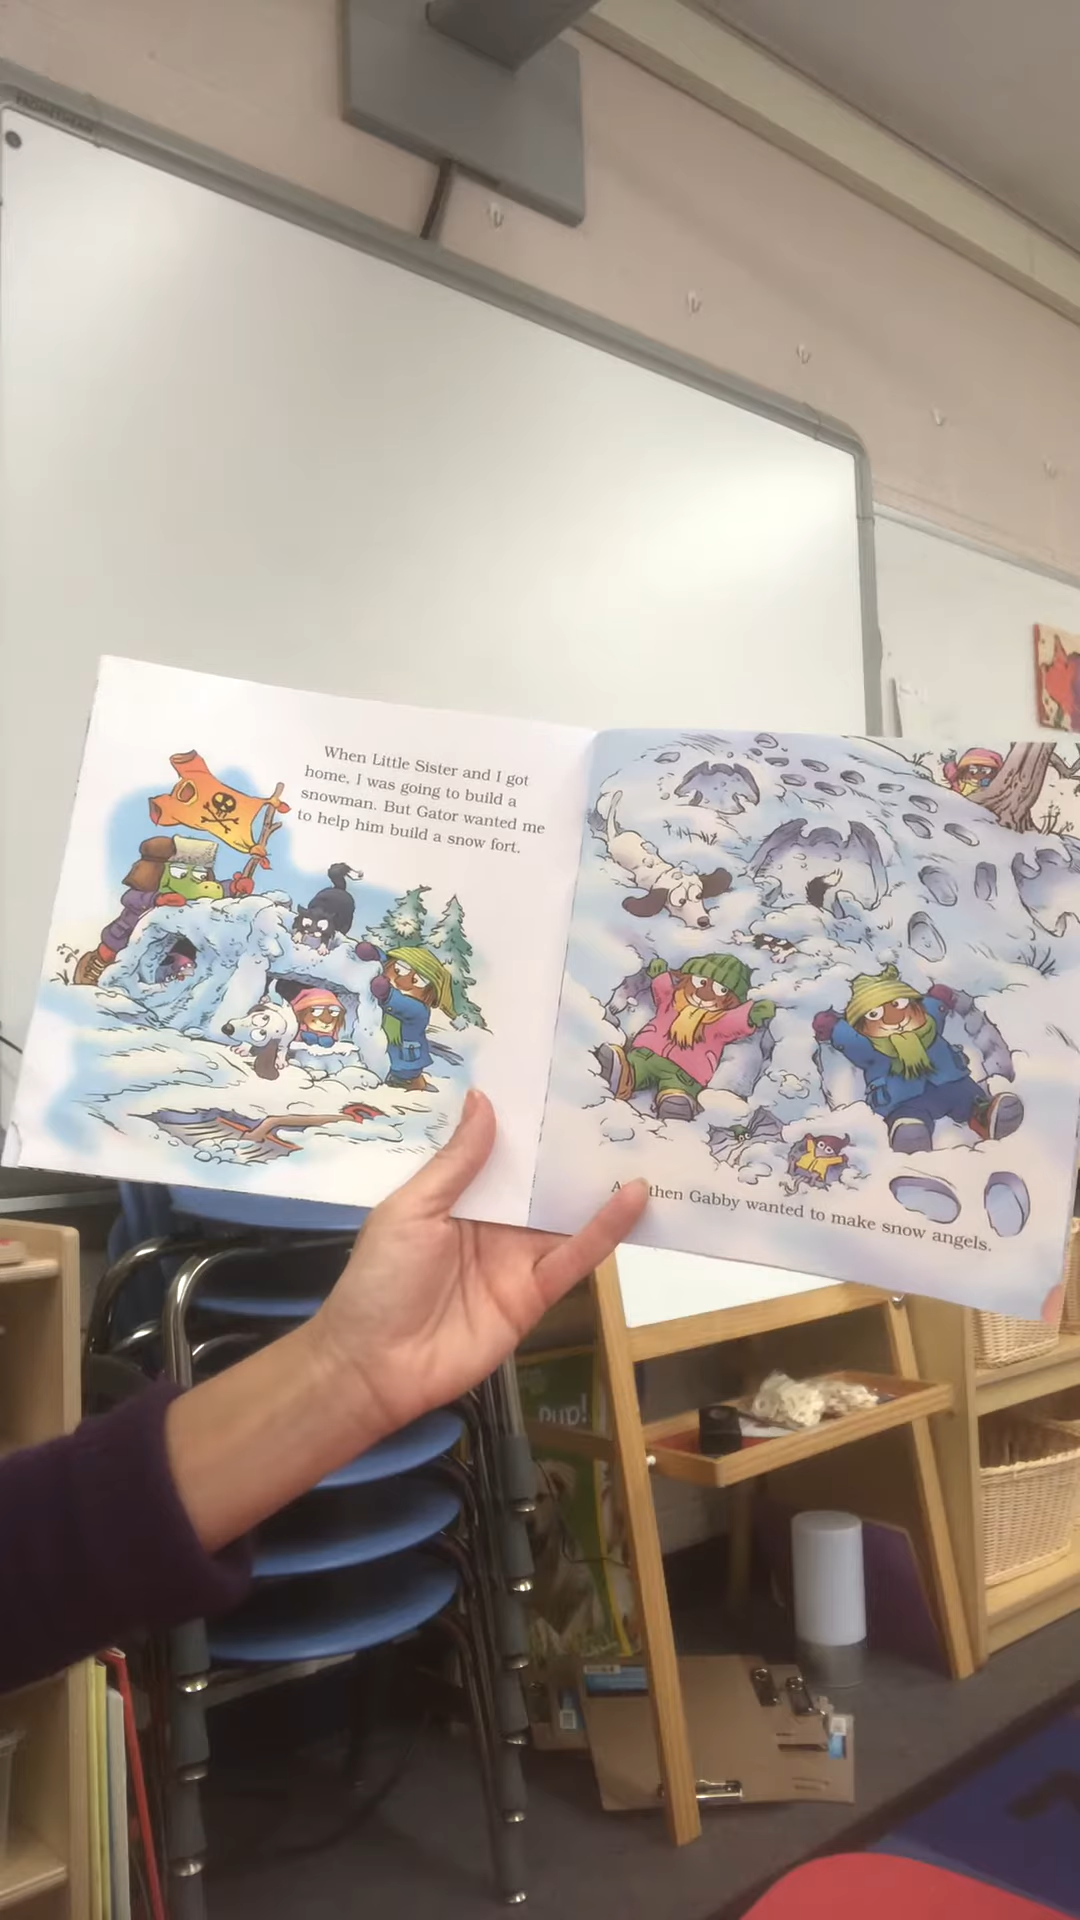 When Little Sister and I got
home, I was going to build a
snowman. But Gator wanted me
to help him build a snow fort.
then Gabby wanted to make snow angels.